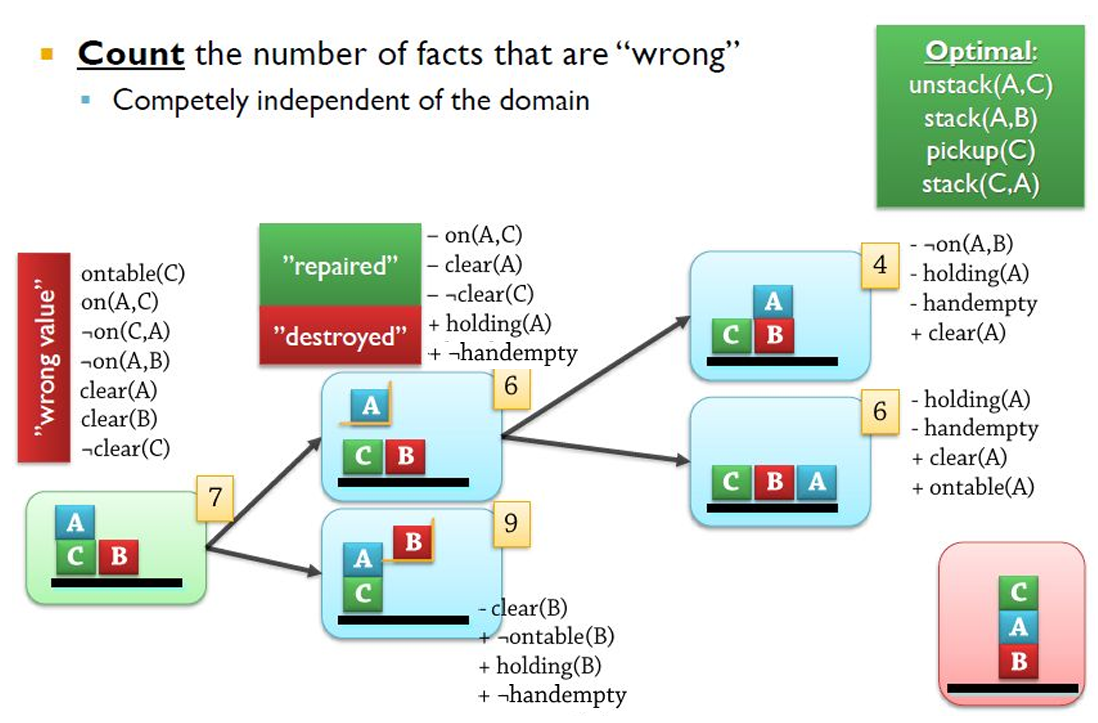 Count the number of facts that are “wrong”
Competely independent of the domain
Optimal:
unstack(A,C)
stack(A,B)
pickup(C)
stack(C,A)
”wrong value”
ontable(C)
on(A,C)
¬on(C,A)
¬on(A,B)
clear(A)
clear(B)
¬clear(C)
”repaired”
”destroyed”
– on(A,C)
– clear(A)
– ¬clear(C)
+ holding(A)
+ ¬handempty
7
A
C B
6
A
C B
9
B
A
C
- clear(B)
+ ¬ontable(B)
+ holding(B)
+ ¬handempty
4
A
C B
- ¬on(A,B)
- holding(A)
- handempty
+ clear(A)
6
C B A
- holding(A)
- handempty
+ clear(A)
+ ontable(A)
C
A
B